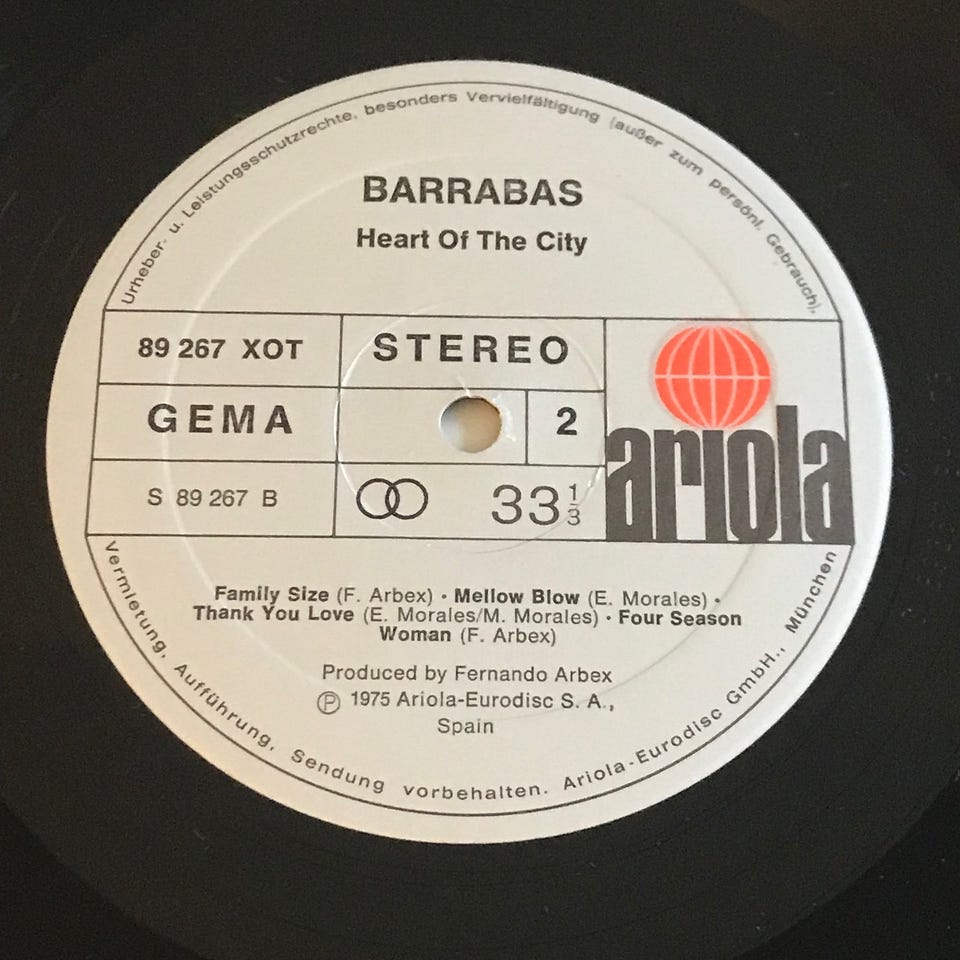 Urheber- u. Leistungsschutzrechte, besonders Vervielfältigung (außer zum persönl. Gebrauch),
BARRABAS
Heart Of The City
89 267 XOT
STEREO
GEMA
2
S 89 267 B
33 1/3
ariola
Family Size (F. Arbex) · Mellow Blow (E. Morales) ·
Thank You Love (E. Morales/M. Morales) · Four Season
Woman (F. Arbex)
Produced by Fernando Arbex
℗ 1975 Ariola-Eurodisc S. A.,
Spain
Vermietung, Aufführung, Sendung vorbehalten. Ariola-Eurodisc GmbH., München